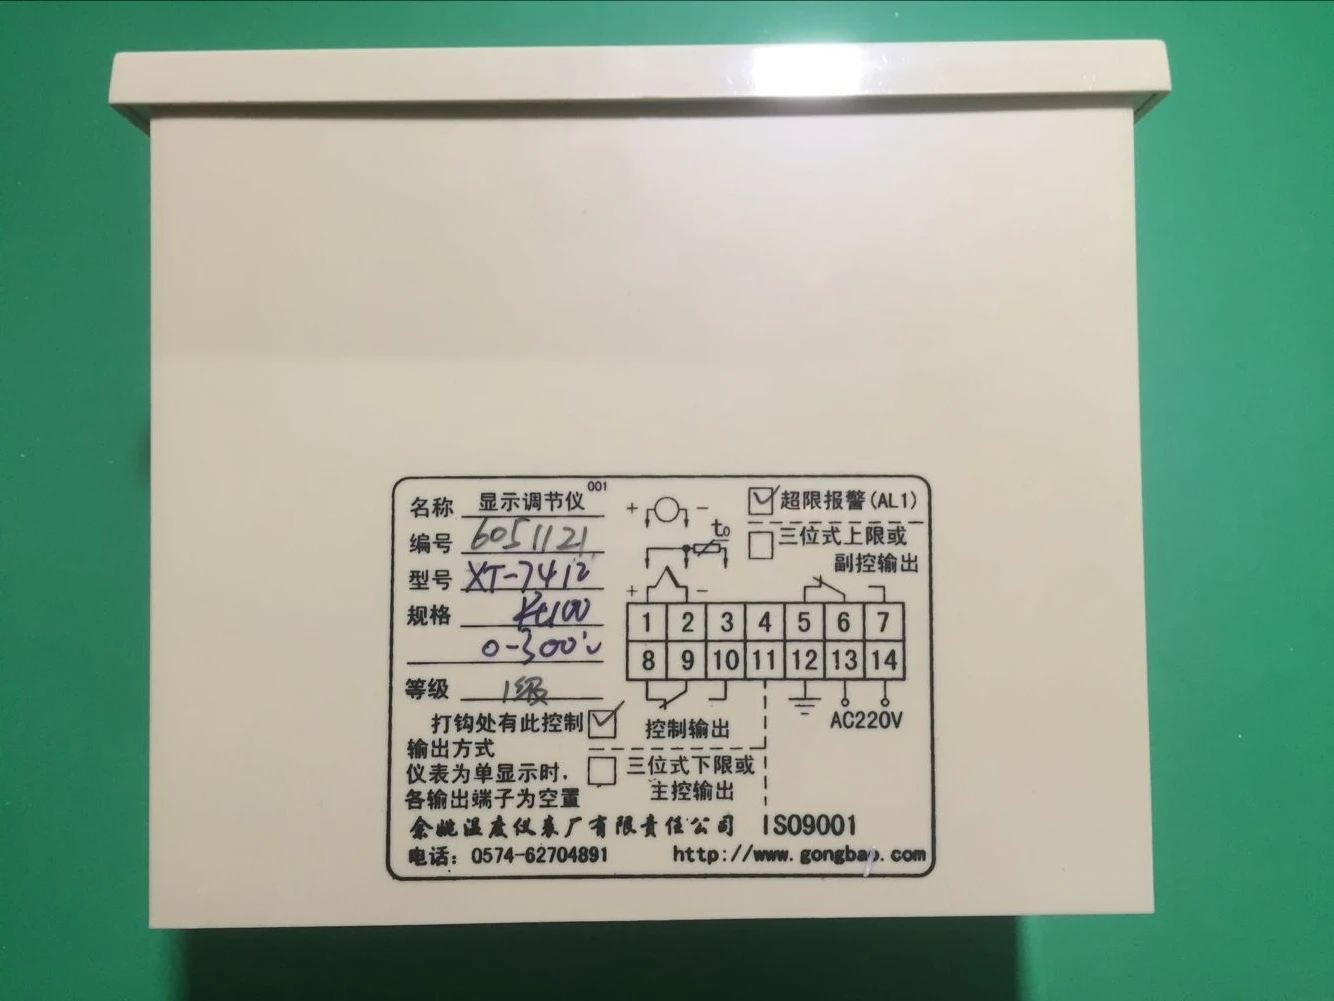 名称 显示调节仪 001
编号 6051121
型号 XT-7412
规格 Pt100
0-300℃
等级 1级
打钩处有此控制
输出方式
仪表为单显示时，
各输出端子为空置
+ -
t₀
+ -
超限报警(AL1)
三位式上限或
副控输出
1 2 3 4 5 6 7
8 9 10 11 12 13 14
AC220V
控制输出
三位式下限或
主控输出
余姚温度仪表厂有限责任公司 ISO9001
电话：0574-62704891 http://www.gongbao.com